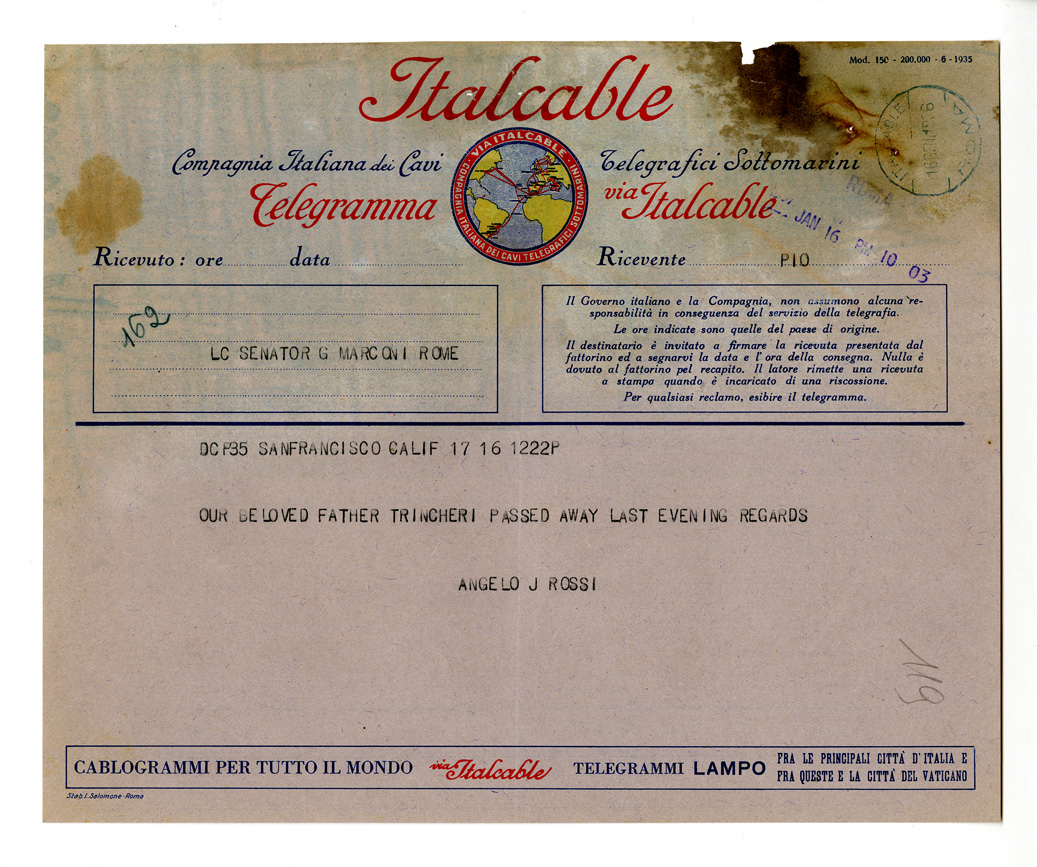 Mod. 150 - 200.000 - 6 - 1935
Italcable
Compagnia Italiana dei Cavi Telegrafici Sottomarini
Telegramma via Italcable
VIA ITALCABLE · COMPAGNIA ITALIANA DEI CAVI TELEGRAFICI SOTTOMARINI
ROMA
JAN 16 PM 10 03
Ricevuto: ore data
Ricevente PIO
162
LC SENATOR G MARCONI ROME
Il Governo italiano e la Compagnia, non assumono alcuna re-
sponsabilità in conseguenza del servizio della telegrafia.
Le ore indicate sono quelle del paese di origine.
Il destinatario è invitato a firmare la ricevuta presentata dal
fattorino ed a segnarvi la data e l'ora della consegna. Nulla è
dovuto al fattorino pel recapito. Il latore rimette una ricevuta
a stampa quando è incaricato di una riscossione.
Per qualsiasi reclamo, esibire il telegramma.
DCP35 SANFRANCISCO CALIF 17 16 1222P
OUR BELOVED FATHER TRINCHERI PASSED AWAY LAST EVENING REGARDS
ANGELO J ROSSI
119
CABLOGRAMMI PER TUTTO IL MONDO via Italcable TELEGRAMMI LAMPO FRA LE PRINCIPALI CITTÀ D'ITALIA E
FRA QUESTE E LA CITTÀ DEL VATICANO
Stab. I. Salomone - Roma